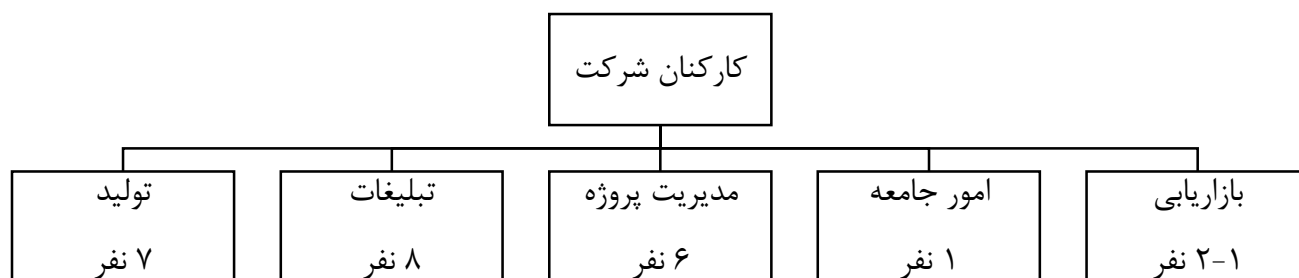 کارکنان شرکت
بازاریابی
۲-۱ نفر
امور جامعه
۱ نفر
مدیریت پروژه
۶ نفر
تبلیغات
۸ نفر
تولید
۷ نفر